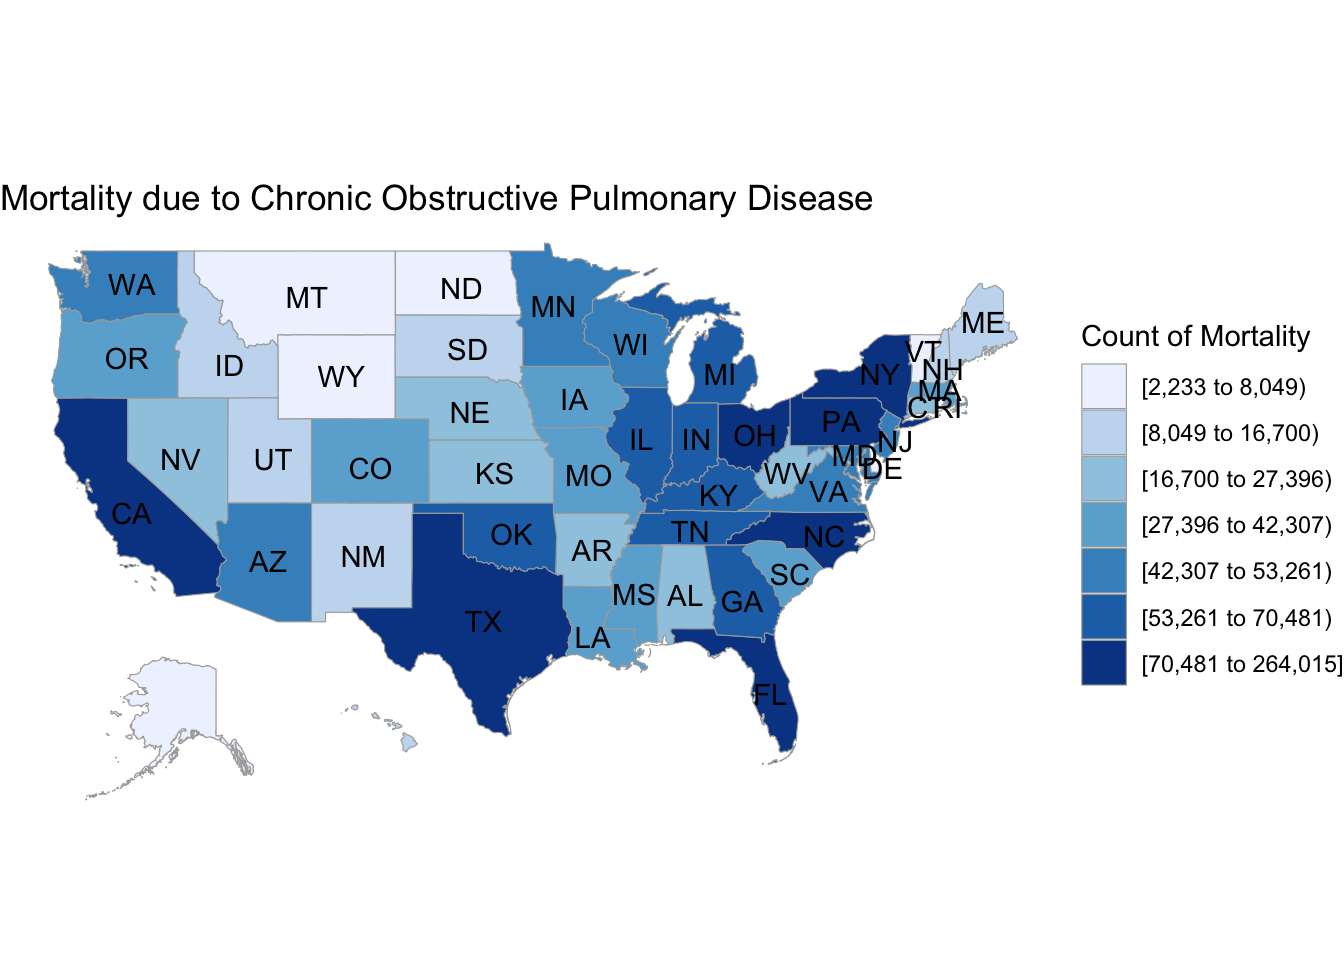 Mortality due to Chronic Obstructive Pulmonary Disease
WA
MT
ND
MN
ME
OR
ID
SD
WI
VT
WY
MI
NY
NH
MA
NE
IA
CT
RI
NV
UT
CO
KS
MO
IL
IN
OH
PA
NJ
MD
DE
WV
VA
KY
CA
AZ
NM
OK
AR
TN
NC
TX
LA
MS
AL
GA
SC
FL
Count of Mortality
[2,233 to 8,049)
[8,049 to 16,700)
[16,700 to 27,396)
[27,396 to 42,307)
[42,307 to 53,261)
[53,261 to 70,481)
[70,481 to 264,015]